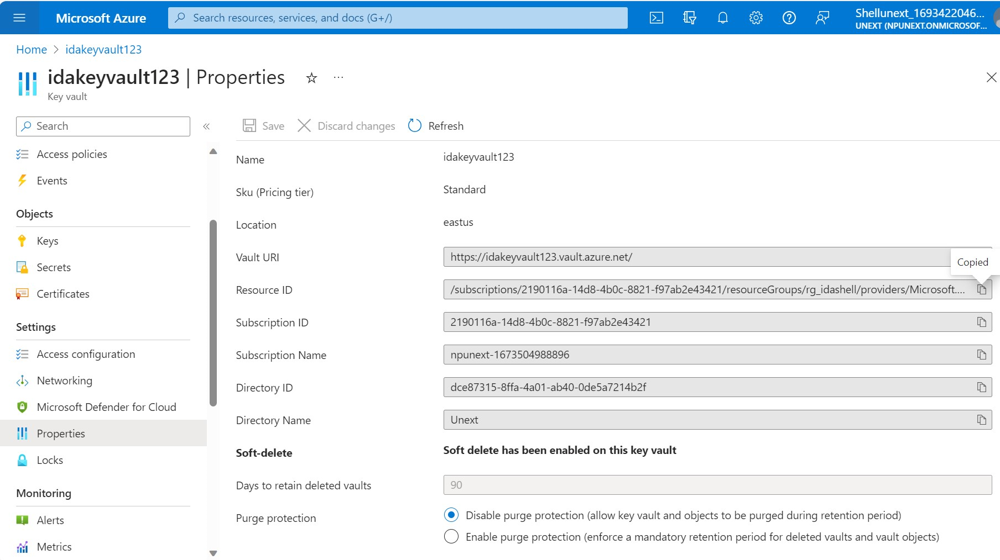 Microsoft Azure
Search resources, services, and docs (G+/)
Shellunext_1693422046...
UNEXT (NPUNEXT.ONMICROSOF...
Home > idakeyvault123
idakeyvault123 | Properties
Key vault
Search
Save
Discard changes
Refresh
Access policies
Events
Objects
Keys
Secrets
Certificates
Settings
Access configuration
Networking
Microsoft Defender for Cloud
Properties
Locks
Monitoring
Alerts
Metrics
Name
idakeyvault123
Sku (Pricing tier)
Standard
Location
eastus
Vault URI
https://idakeyvault123.vault.azure.net/
Copied
Resource ID
/subscriptions/2190116a-14d8-4b0c-8821-f97ab2e43421/resourceGroups/rg_idashell/providers/Microsoft....
Subscription ID
2190116a-14d8-4b0c-8821-f97ab2e43421
Subscription Name
npunext-1673504988896
Directory ID
dce87315-8ffa-4a01-ab40-0de5a7214b2f
Directory Name
Unext
Soft-delete
Soft delete has been enabled on this key vault
Days to retain deleted vaults
90
Purge protection
Disable purge protection (allow key vault and objects to be purged during retention period)
Enable purge protection (enforce a mandatory retention period for deleted vaults and vault objects)